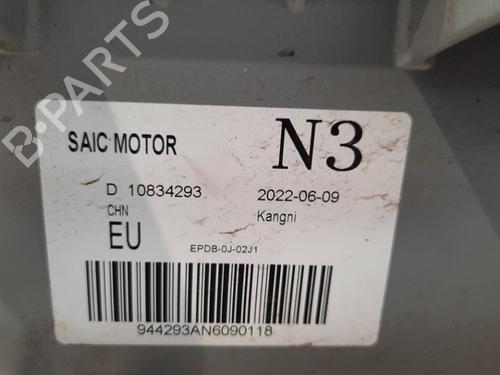 SAIC MOTOR
N3
D 10834293
2022-06-09
CHN
Kangni
EU
EPDB-0J-02J1
944293AN6090118
B-PARTS